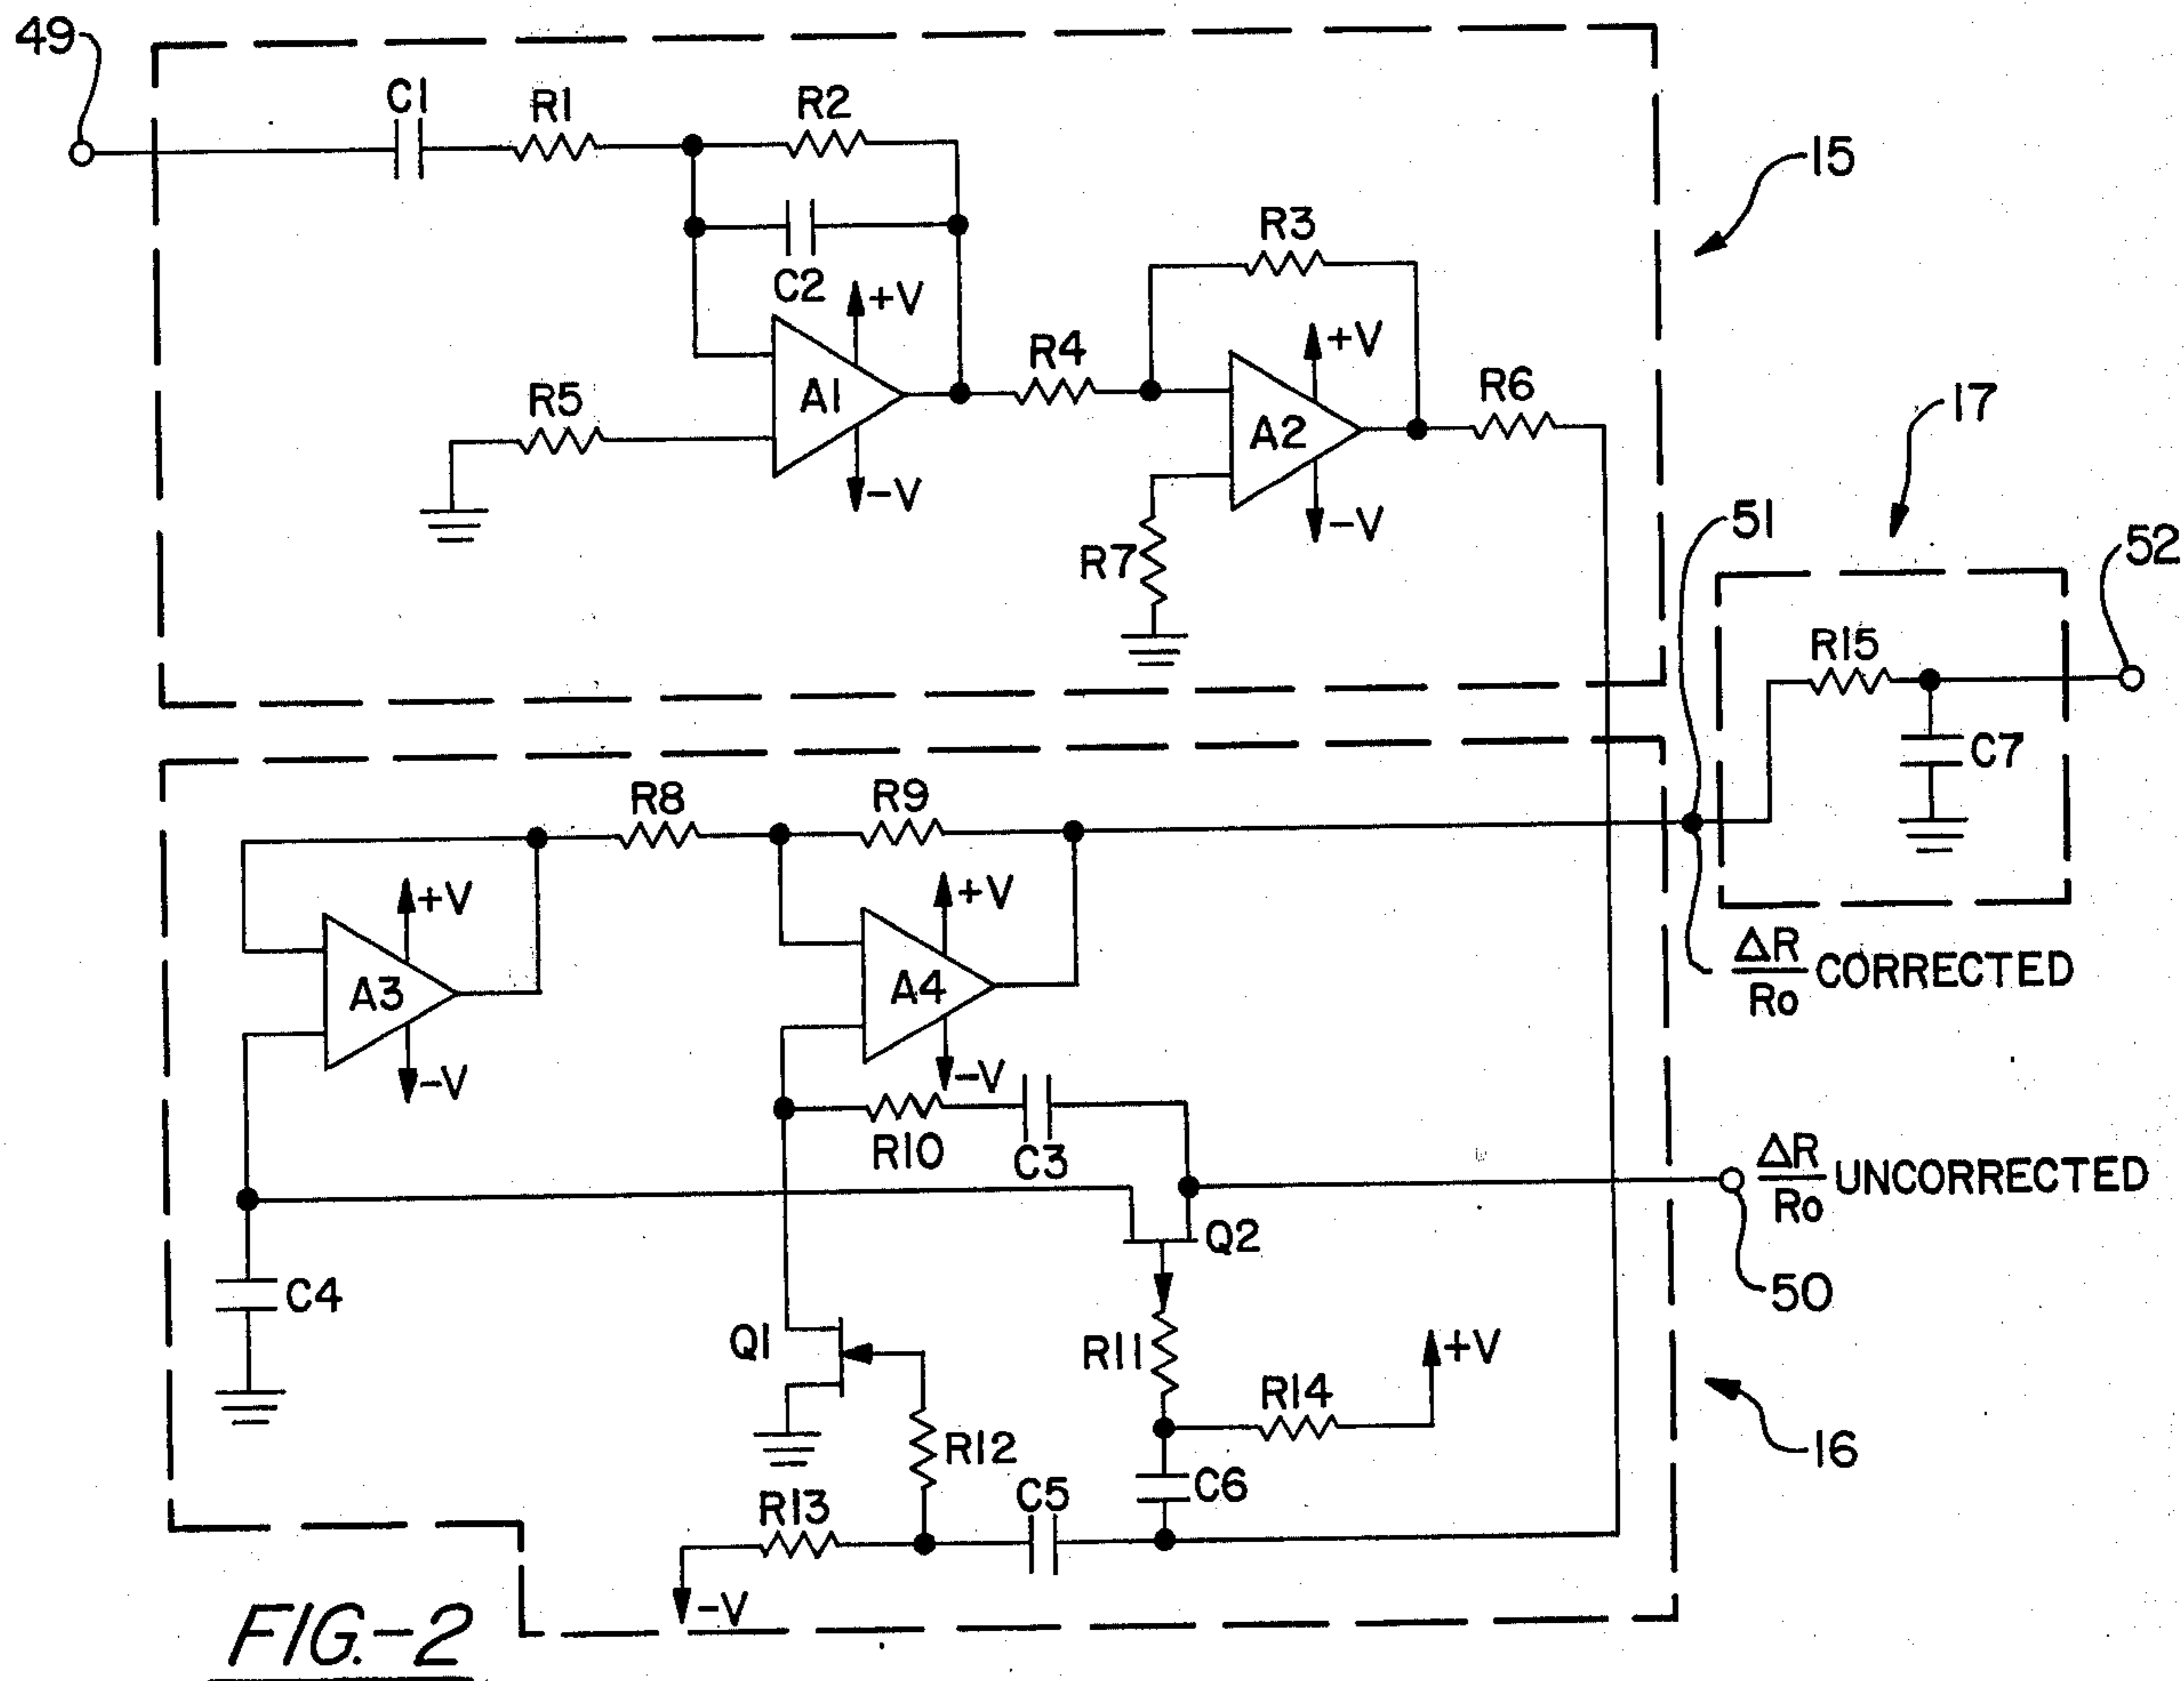 49
C1
R1
R2
15
C2
+V
R3
A1
R5
-V
R4
+V
A2
R6
-V
R7
17
51
52
R15
C7
R8
R9
+V
A3
-V
+V
A4
-V
ΔR/Ro CORRECTED
R10
C3
ΔR/Ro UNCORRECTED
Q2
50
C4
Q1
R11
+V
R14
R12
16
C6
C5
R13
-V
FIG.-2